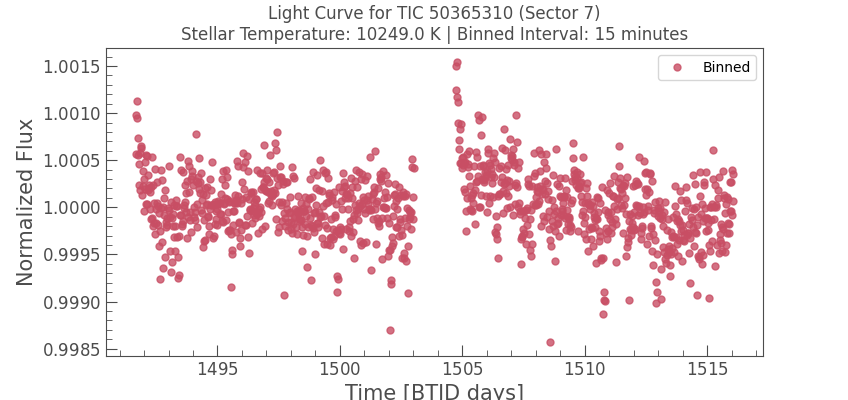 Light Curve for TIC 50365310 (Sector 7)
Stellar Temperature: 10249.0 K | Binned Interval: 15 minutes
Binned
1.0015
1.0010
1.0005
1.0000
0.9995
0.9990
0.9985
Normalized Flux
1495
1500
1505
1510
1515
Time [BTJD days]